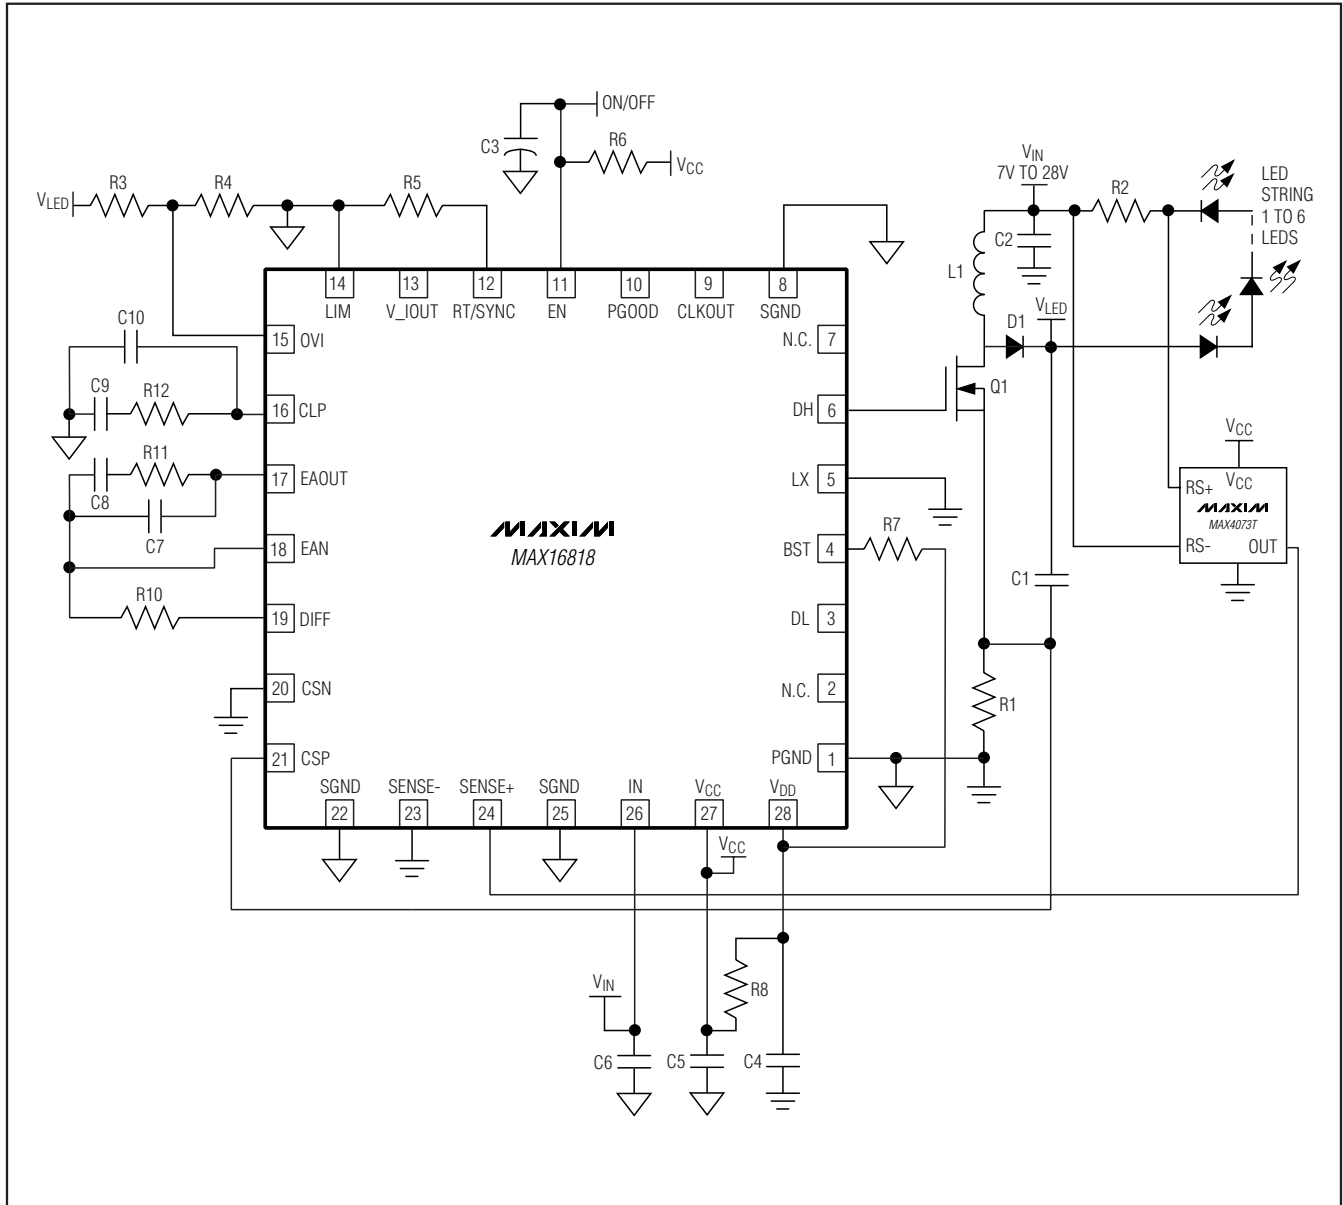 ON/OFF
C3
R6
VCC
VIN
7V TO 28V
R2
LED
STRING
1 TO 6
LEDS
VLED
R3
R4
R5
C2
L1
14
13
12
11
10
9
8
LIM
V_IOUT
RT/SYNC
EN
PGOOD
CLKOUT
SGND
VLED
D1
C10
15
OVI
N.C.
7
C9
R12
Q1
16
CLP
DH
6
VCC
R11
17
EAOUT
LX
5
RS+
VCC
C8
MAXIM
MAX4073T
MAXIM
MAX16818
R7
C7
18
EAN
BST
4
RS-
OUT
C1
R10
19
DIFF
DL
3
20
CSN
N.C.
2
R1
21
CSP
PGND
1
SGND
SENSE-
SENSE+
SGND
IN
VCC
VDD
22
23
24
25
26
27
28
VCC
VIN
R8
C6
C5
C4